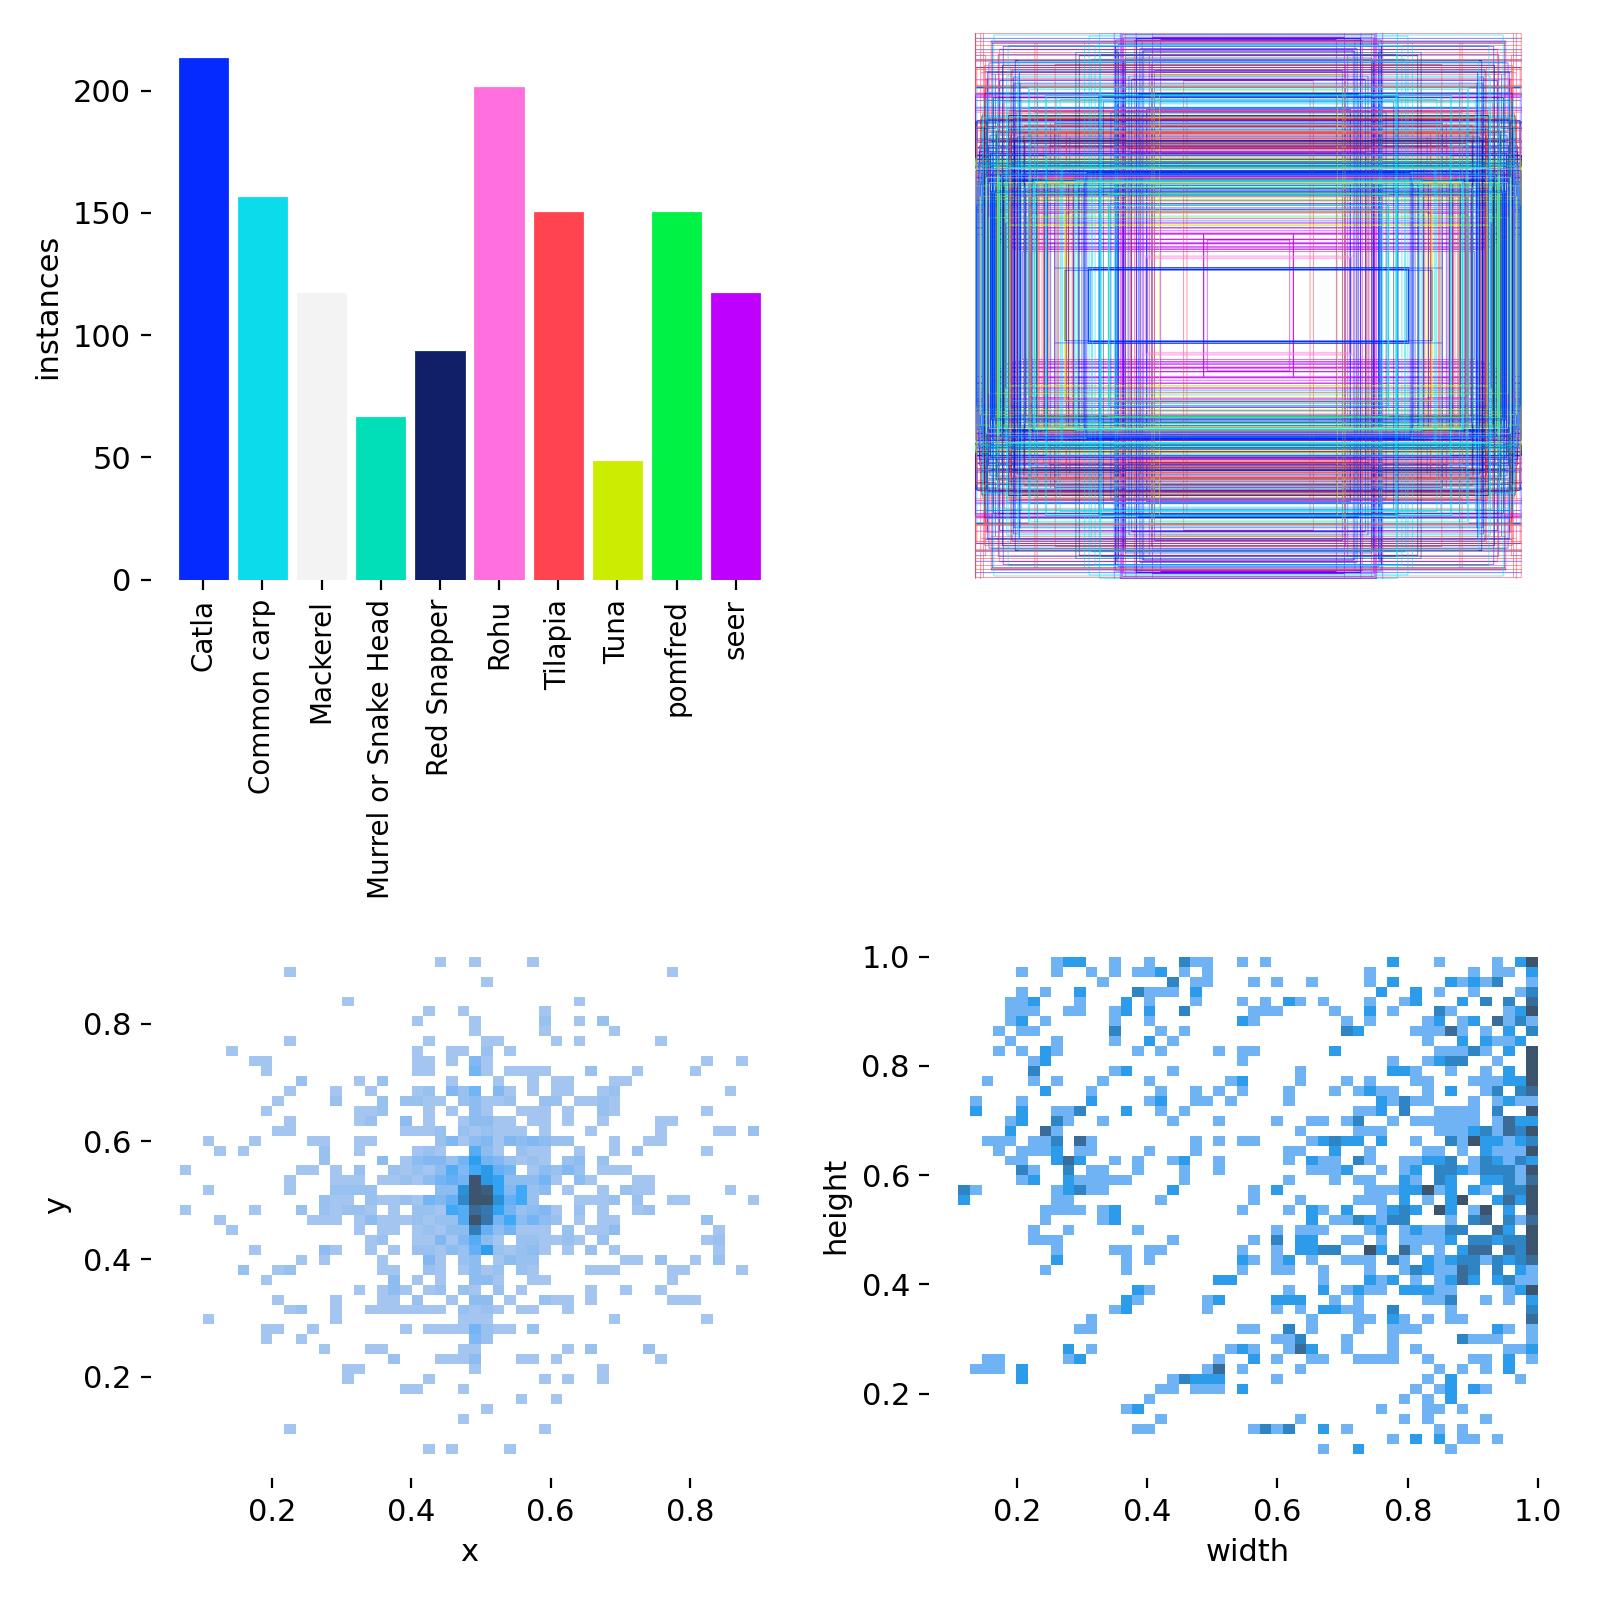 instances
200
150
100
50
0
Catla
Common carp
Mackerel
Murrel or Snake Head
Red Snapper
Rohu
Tilapia
Tuna
pomfred
seer
y
0.8
0.6
0.4
0.2
0.2 0.4 0.6 0.8
x
height
1.0
0.8
0.6
0.4
0.2
0.2 0.4 0.6 0.8 1.0
width